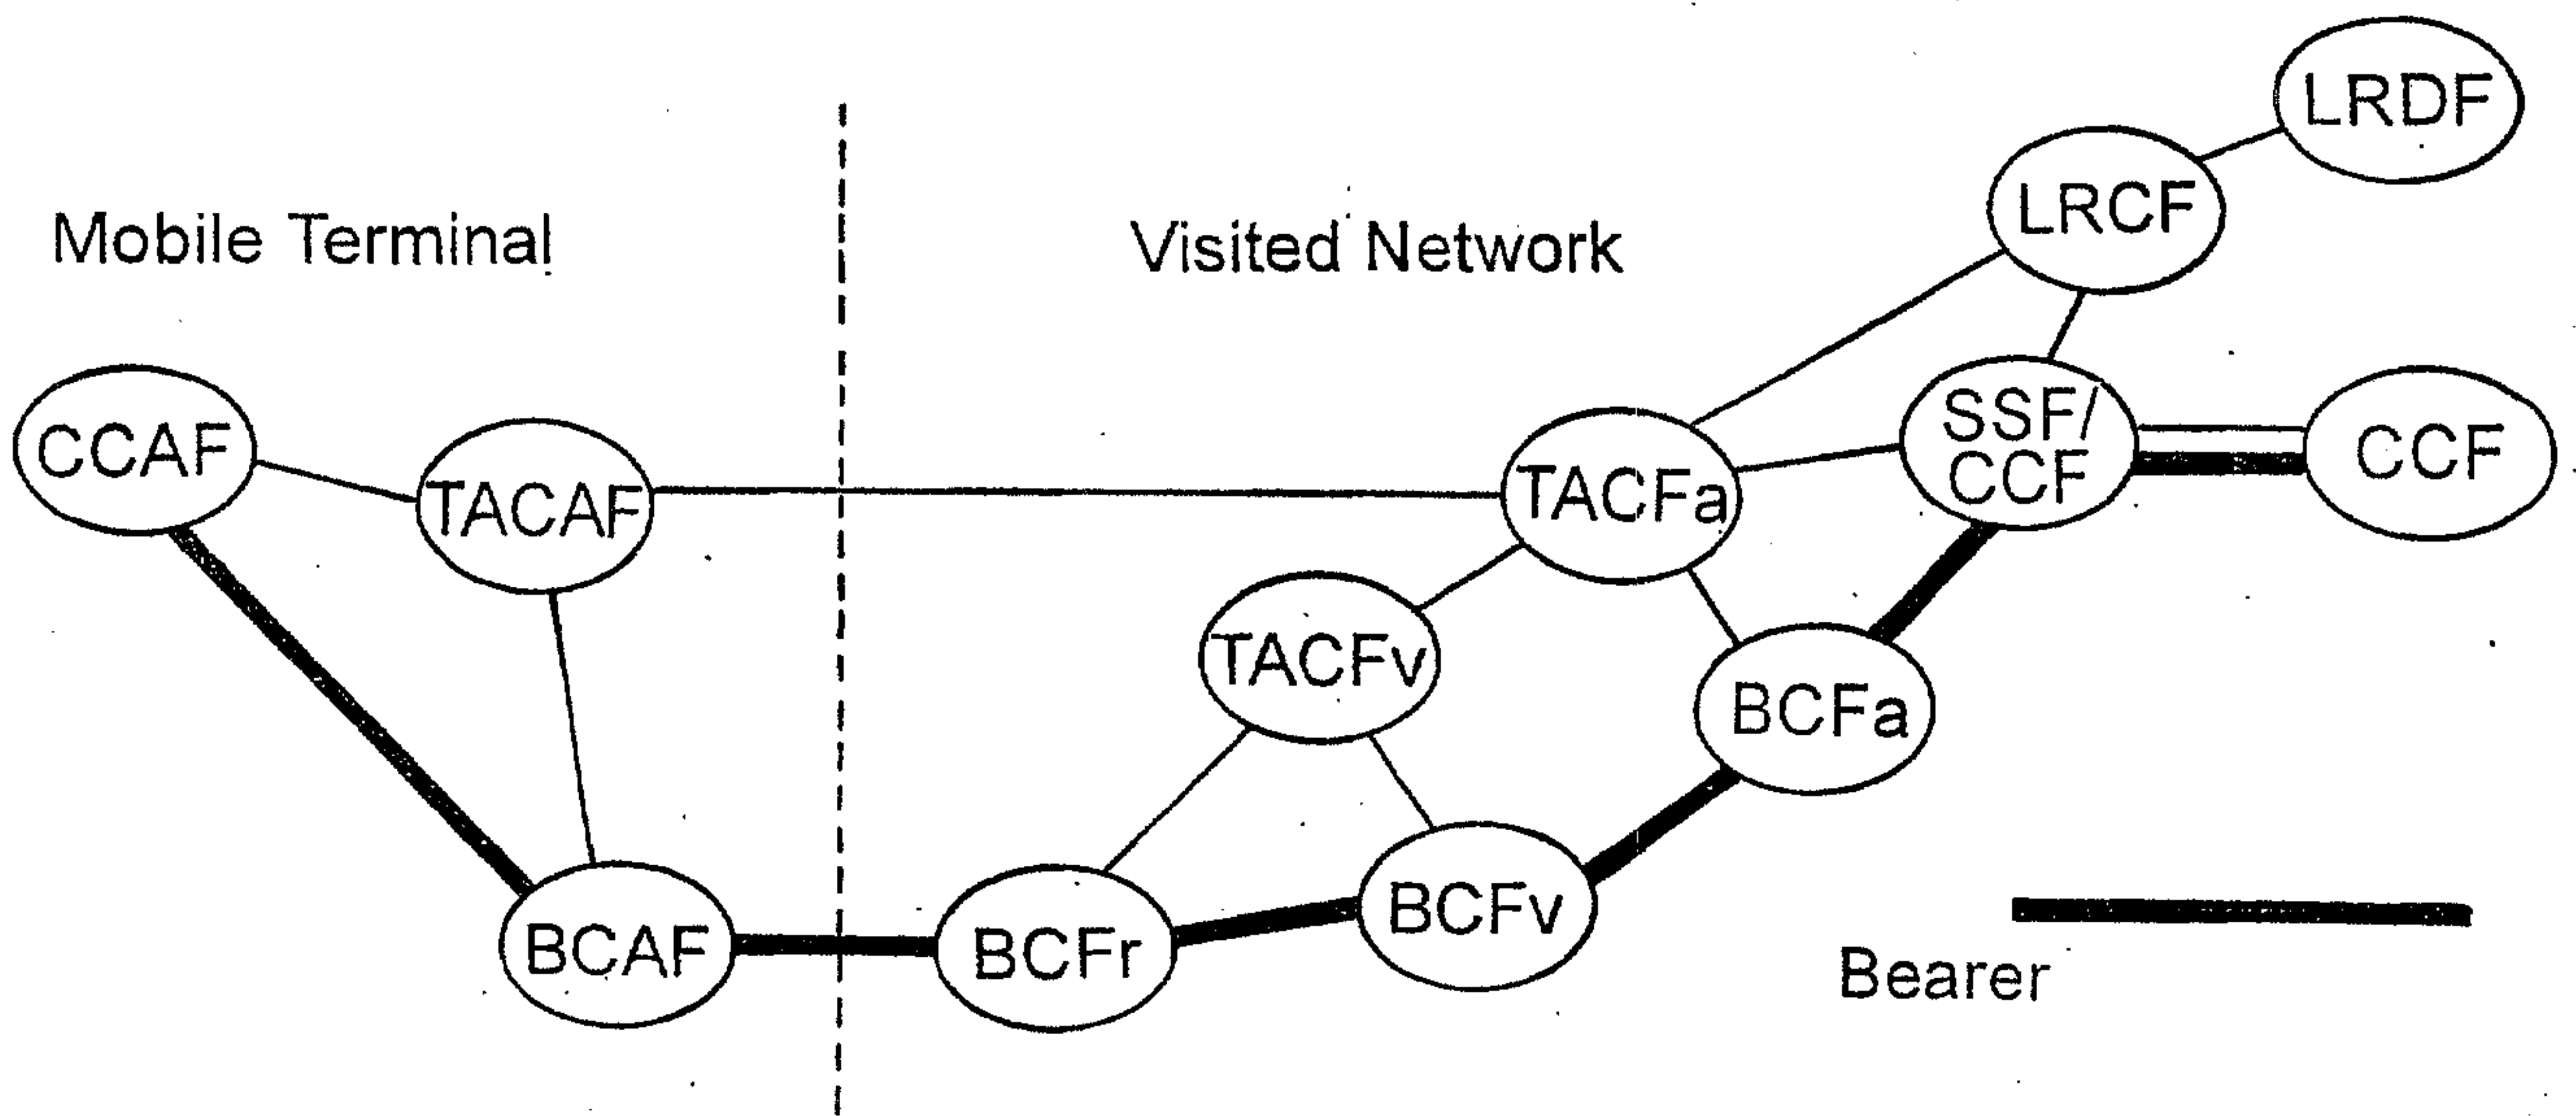 LRDF
LRCF
Mobile Terminal
Visited Network
CCAF
TACAF
TACFa
SSF/
CCF
CCF
TACFv
BCFa
BCAF
BCFr
BCFv
Bearer